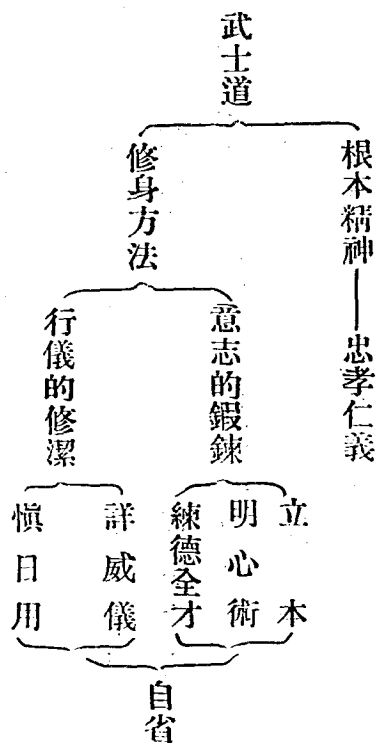 武士道
根本精神――忠孝仁義
修身方法
意志的鍜鍊
行儀的修潔
立本
明心術
練德全才
詳威儀
愼日用
自省